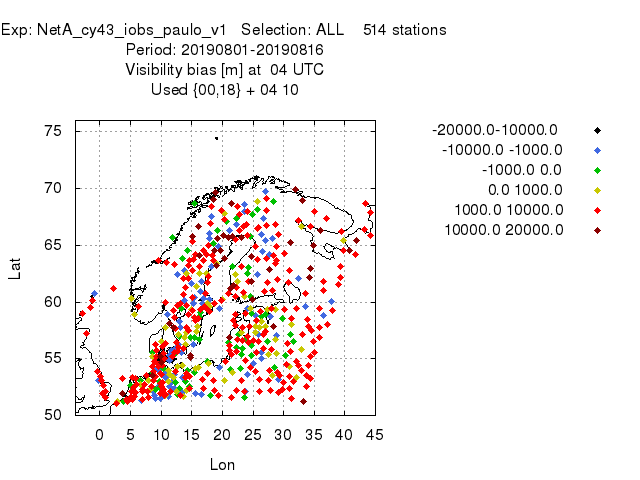 Exp: NetA_cy43_iobs_paulo_v1 Selection: ALL 514 stations
Period: 20190801-20190816
Visibility bias [m] at 04 UTC
Used {00,18} + 04 10
-20000.0-10000.0
-10000.0 -1000.0
-1000.0 0.0
0.0 1000.0
1000.0 10000.0
10000.0 20000.0
75
70
65
60
55
50
Lat
0 5 10 15 20 25 30 35 40 45
Lon